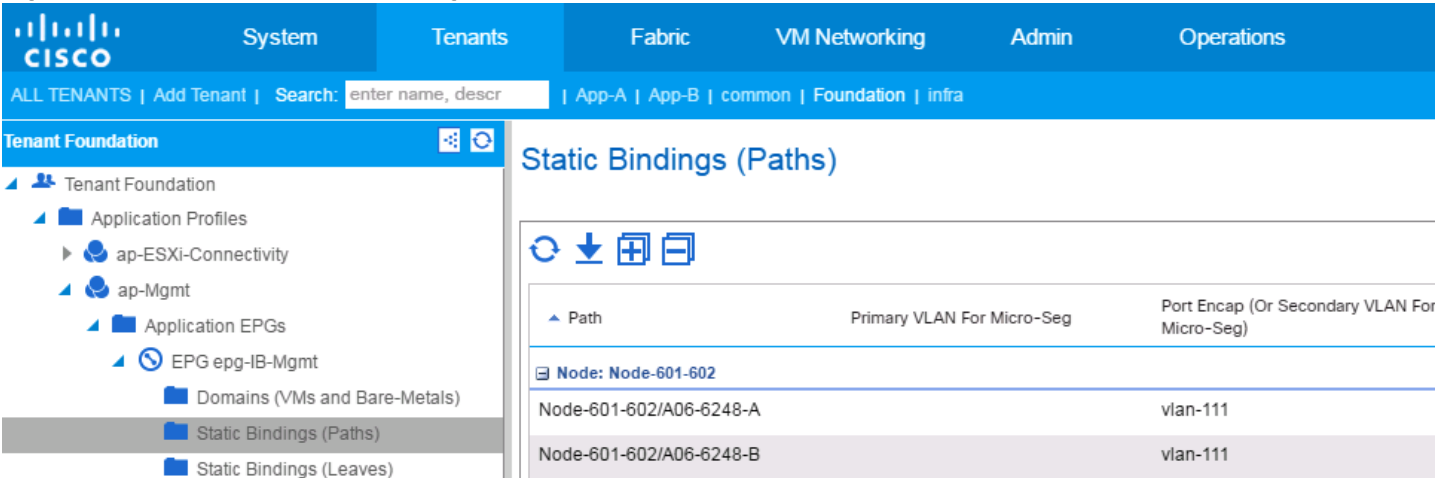 CISCO System Tenants Fabric VM Networking Admin Operations
ALL TENANTS | Add Tenant | Search: enter name, descr | App-A | App-B | common | Foundation | infra
Tenant Foundation
Tenant Foundation
Application Profiles
ap-ESXi-Connectivity
ap-Mgmt
Application EPGs
EPG epg-IB-Mgmt
Domains (VMs and Bare-Metals)
Static Bindings (Paths)
Static Bindings (Leaves)
Static Bindings (Paths)
Path Primary VLAN For Micro-Seg Port Encap (Or Secondary VLAN For
Micro-Seg)
Node: Node-601-602
Node-601-602/A06-6248-A vlan-111
Node-601-602/A06-6248-B vlan-111